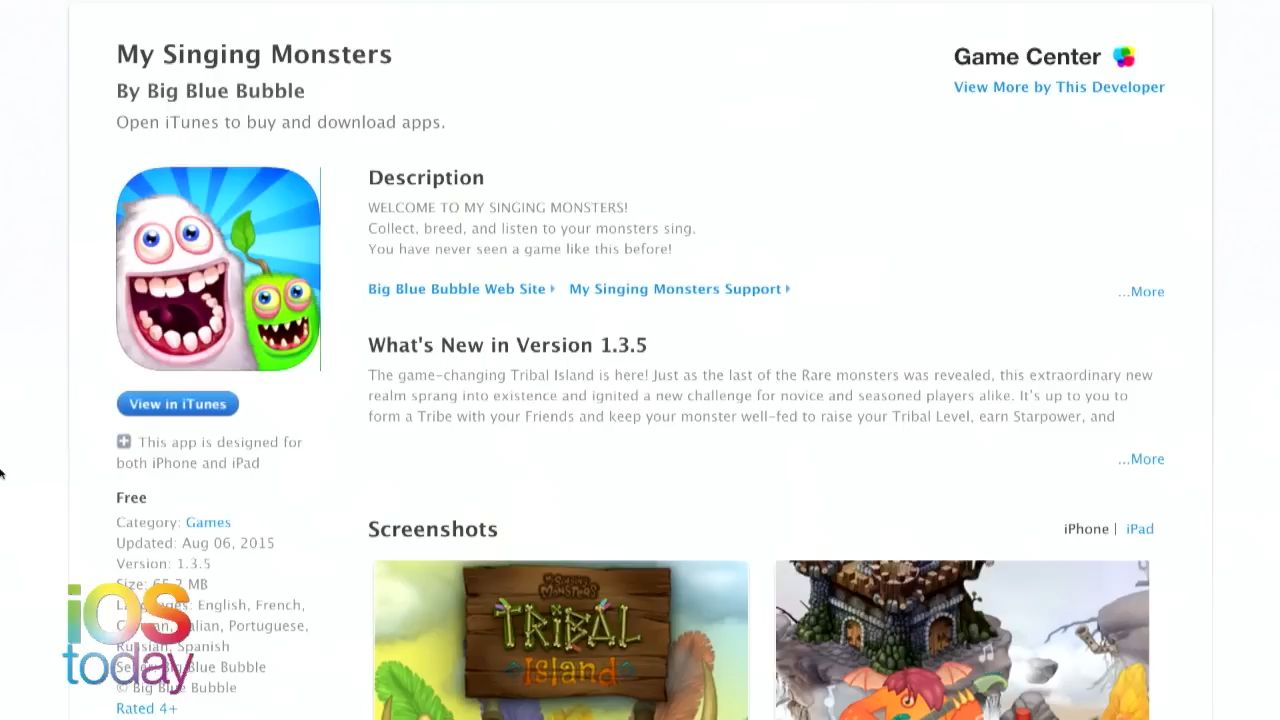 My Singing Monsters
By Big Blue Bubble
Open iTunes to buy and download apps.
Game Center
View More by This Developer
Description
WELCOME TO MY SINGING MONSTERS!
Collect, breed, and listen to your monsters sing.
You have never seen a game like this before!
Big Blue Bubble Web Site
My Singing Monsters Support
...More
What's New in Version 1.3.5
The game-changing Tribal Island is here! Just as the last of the Rare monsters was revealed, this extraordinary new
realm sprang into existence and ignited a new challenge for novice and seasoned players alike. It's up to you to
form a Tribe with your Friends and keep your monster well-fed to raise your Tribal Level, earn Starpower, and
...More
View in iTunes
This app is designed for
both iPhone and iPad
Free
Category: Games
Updated: Aug 06, 2015
Version: 1.3.5
Size: MB
English, French,
Portuguese,
Russian, Spanish
Blue Bubble
© Big Blue Bubble
Rated 4+
iOS
today
Screenshots
iPhone | iPad
MY SINGING
MONSTERS
TRIBAL
Island